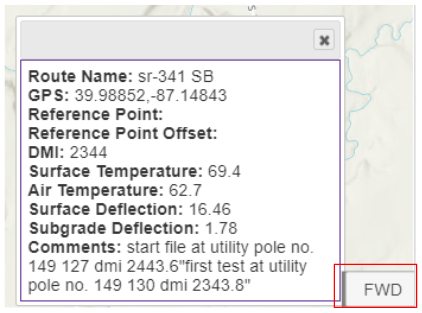 Route Name: sr-341 SB
GPS: 39.98852,-87.14843
Reference Point:
Reference Point Offset:
DMI: 2344
Surface Temperature: 69.4
Air Temperature: 62.7
Surface Deflection: 16.46
Subgrade Deflection: 1.78
Comments: start file at utility pole no.
149 127 dmi 2443.6"first test at utility
pole no. 149 130 dmi 2343.8"
FWD